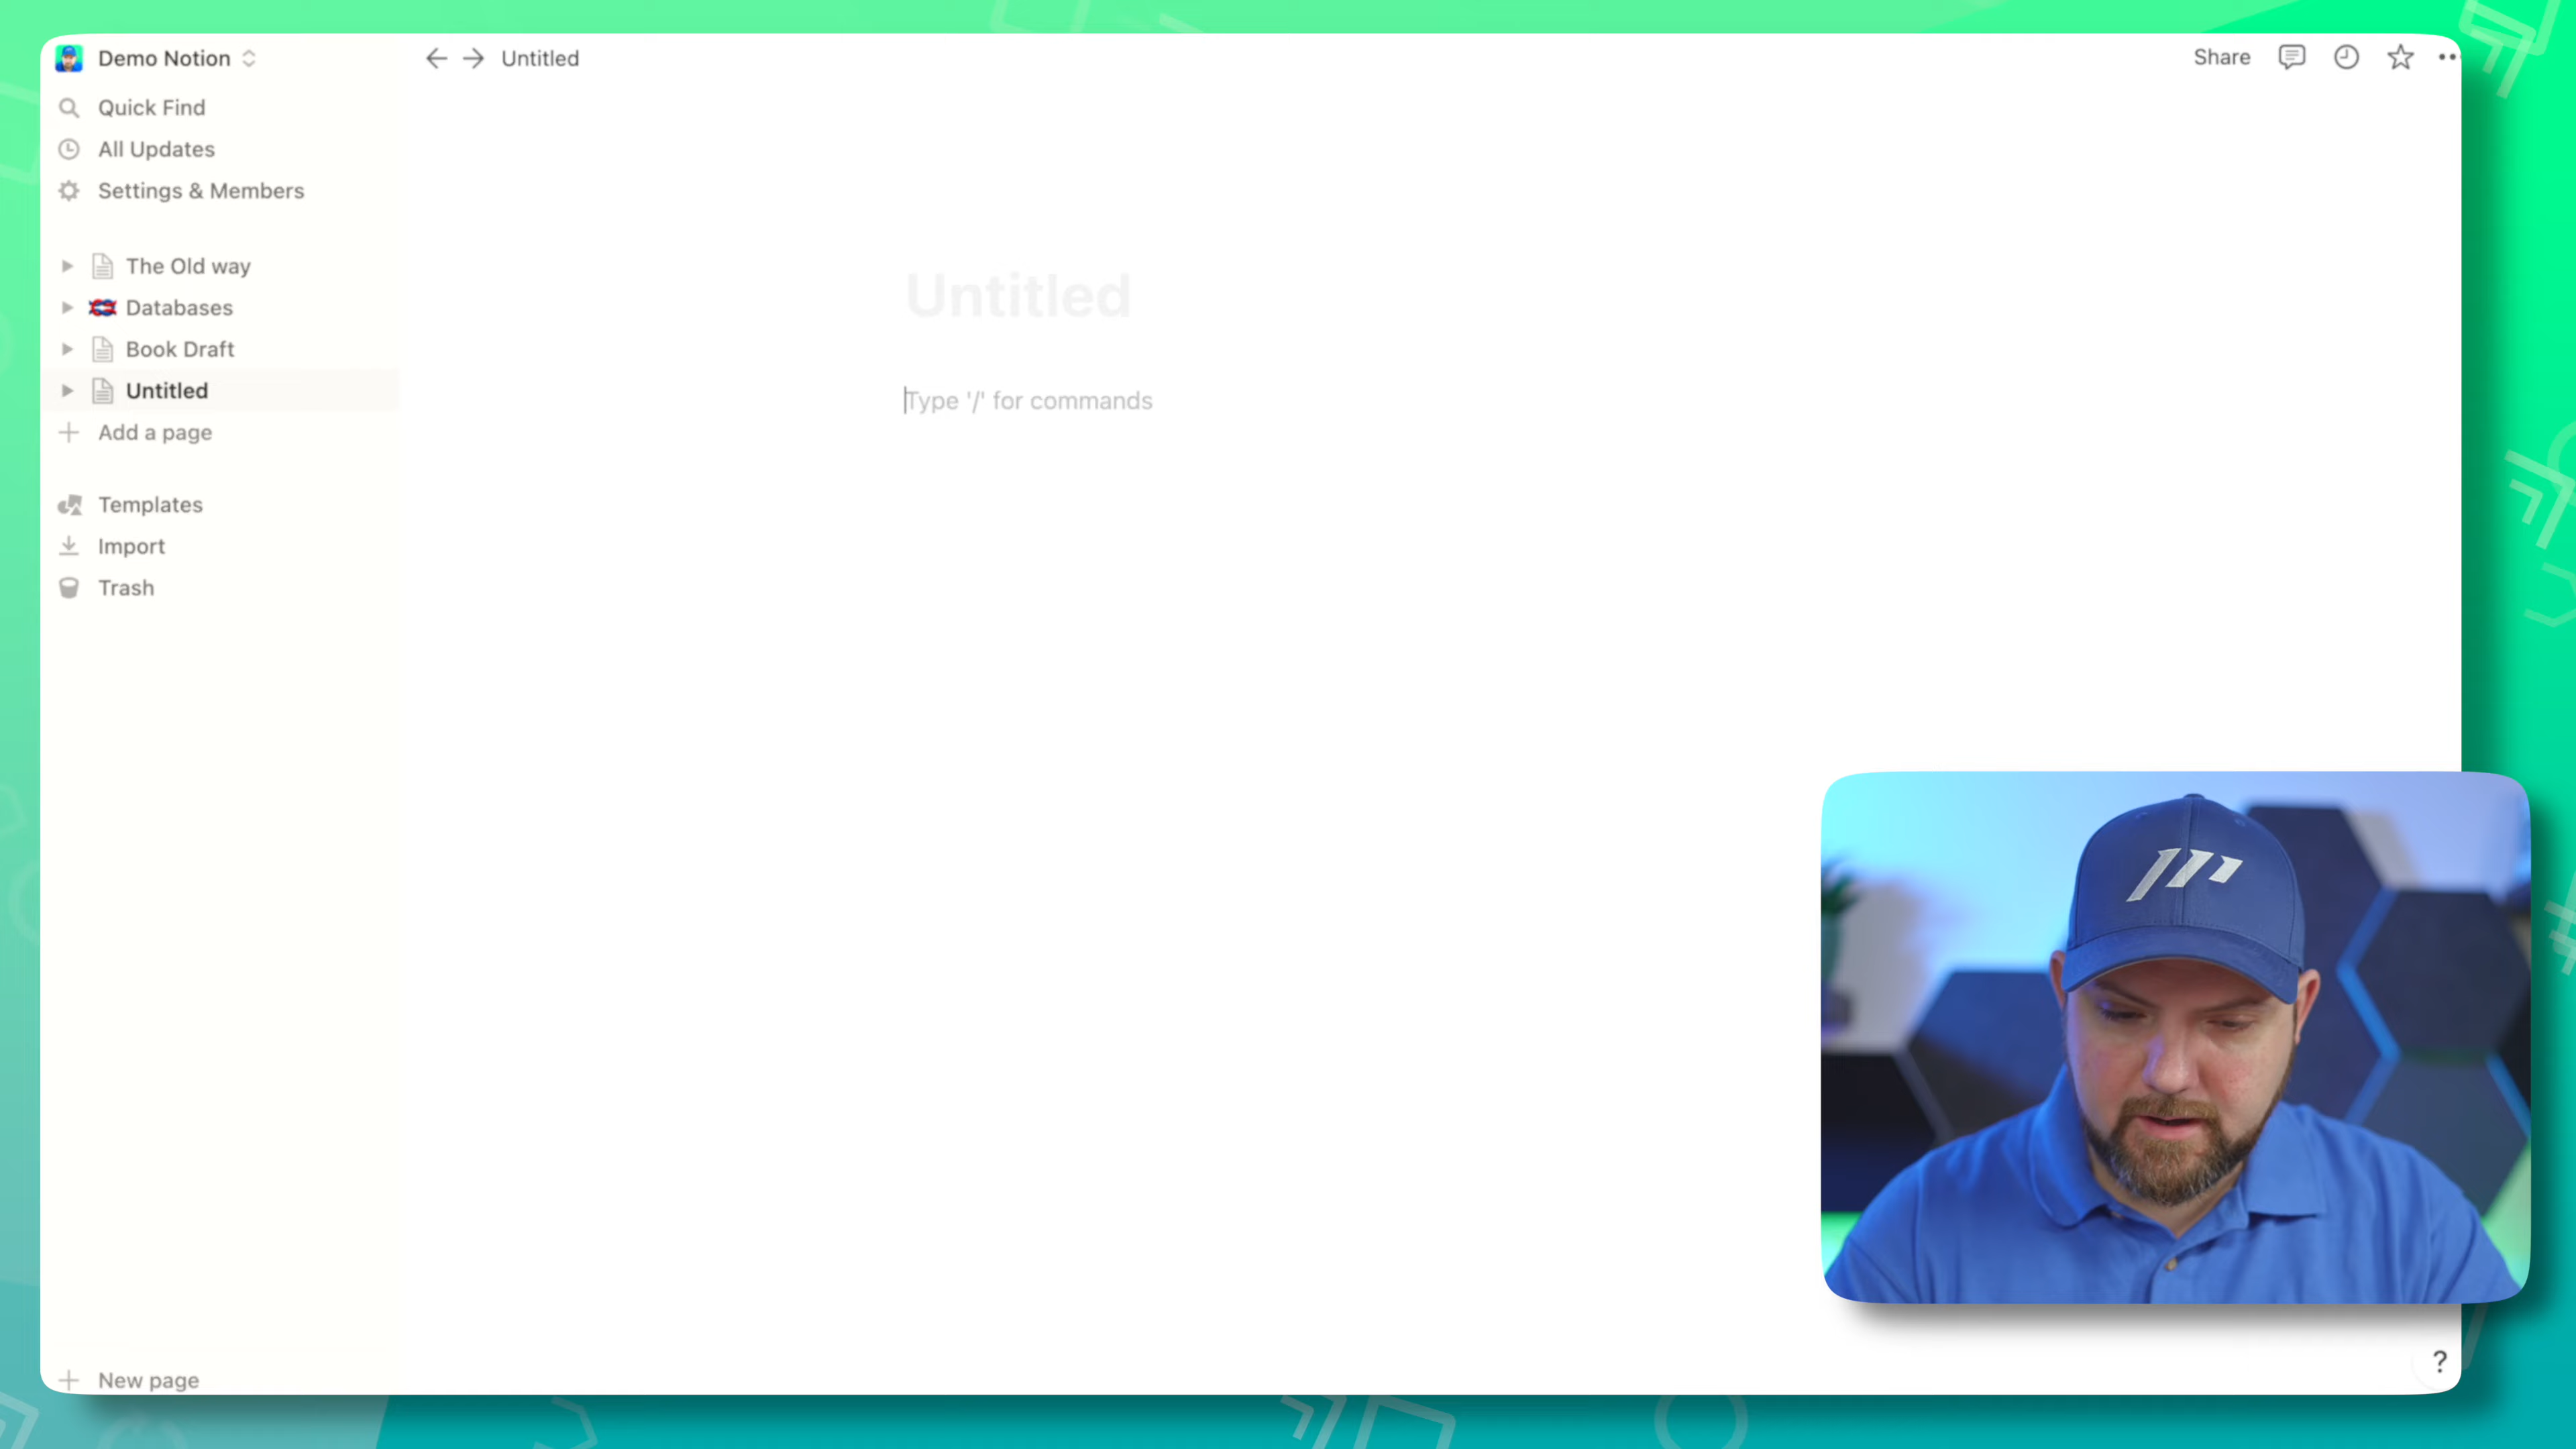 Demo Notion
Untitled
Share
Quick Find
All Updates
Settings & Members
The Old way
Databases
Book Draft
Untitled
Add a page
Templates
Import
Trash
New page
Untitled
Type '/' for commands
?